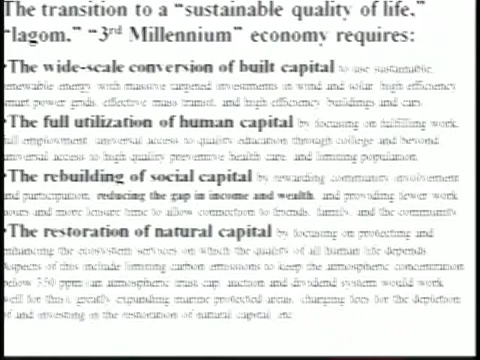 The transition to a “sustainable quality of life,”
“lagom,” “3rd Millennium” economy requires:
•The wide-scale conversion of built capital to use sustainable,
renewable energy with massive targeted investments in wind and solar, high efficiency
smart power grids, effective mass transit, and high efficiency buildings and cars.
•The full utilization of human capital by focusing on fulfilling work,
full employment, universal access to quality education through college and beyond,
universal access to high quality preventive health care, and limiting population.
•The rebuilding of social capital by rewarding community involvement
and participation, reducing the gap in income and wealth, and providing fewer work
hours and more leisure time to allow connection to friends, family, and the community.
•The restoration of natural capital by focusing on protecting and
enhancing the ecosystem services on which the quality of all human life depends.
Aspects of this include limiting carbon emissions to keep the atmospheric concentration
below 350 ppm (an atmospheric trust cap, auction and dividend system would work
well for this), greatly expanding marine protected areas, changing fees for the depletion
of and investing in the restoration of natural capital, etc.